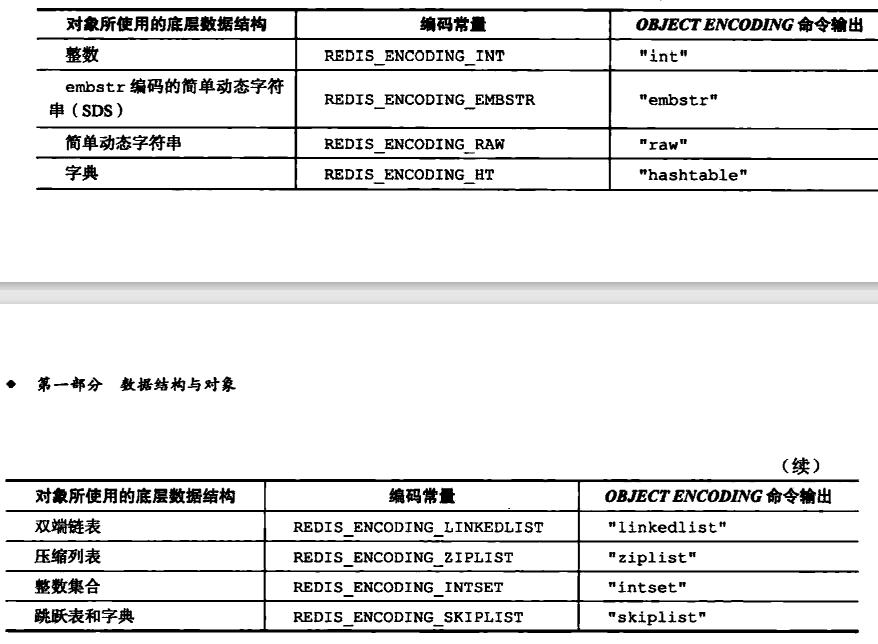 对象所使用的底层数据结构 编码常量 OBJECT ENCODING 命令输出
整数 REDIS_ENCODING_INT "int"
embstr 编码的简单动态字符
串（SDS） REDIS_ENCODING_EMBSTR "embstr"
简单动态字符串 REDIS_ENCODING_RAW "raw"
字典 REDIS_ENCODING_HT "hashtable"
◆ 第一部分 数据结构与对象
（续）
对象所使用的底层数据结构 编码常量 OBJECT ENCODING 命令输出
双端链表 REDIS_ENCODING_LINKEDLIST "linkedlist"
压缩列表 REDIS_ENCODING_ZIPLIST "ziplist"
整数集合 REDIS_ENCODING_INTSET "intset"
跳跃表和字典 REDIS_ENCODING_SKIPLIST "skiplist"